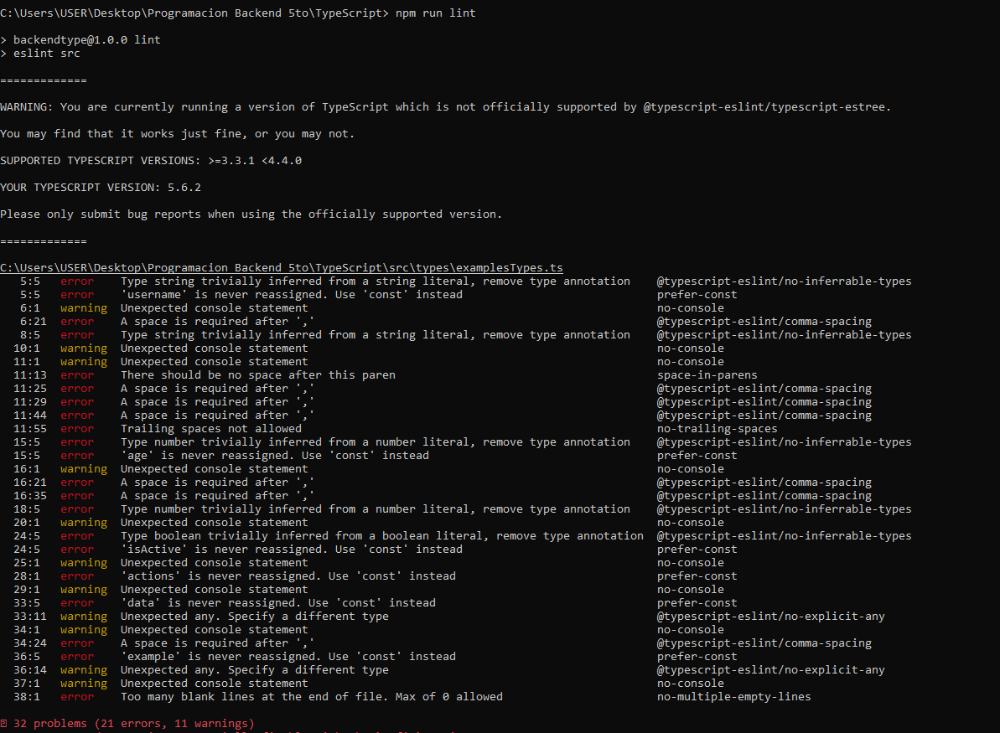 C:\Users\USER\Desktop\Programacion Backend 5to\TypeScript> npm run lint
> backendtype@1.0.0 lint
> eslint src
=============
WARNING: You are currently running a version of TypeScript which is not officially supported by @typescript-eslint/typescript-estree.
You may find that it works just fine, or you may not.
SUPPORTED TYPESCRIPT VERSIONS: >=3.3.1 <4.4.0
YOUR TYPESCRIPT VERSION: 5.6.2
Please only submit bug reports when using the officially supported version.
=============
C:\Users\USER\Desktop\Programacion Backend 5to\TypeScript\src\types\examplesTypes.ts
5:5 error Type string trivially inferred from a string literal, remove type annotation @typescript-eslint/no-inferrable-types
5:5 error 'username' is never reassigned. Use 'const' instead prefer-const
6:1 warning Unexpected console statement no-console
6:21 error A space is required after ',' @typescript-eslint/comma-spacing
8:5 error Type string trivially inferred from a string literal, remove type annotation @typescript-eslint/no-inferrable-types
10:1 warning Unexpected console statement no-console
11:1 warning Unexpected console statement no-console
11:13 error There should be no space after this paren space-in-parens
11:25 error A space is required after ',' @typescript-eslint/comma-spacing
11:29 error A space is required after ',' @typescript-eslint/comma-spacing
11:44 error A space is required after ',' @typescript-eslint/comma-spacing
11:55 error Trailing spaces not allowed no-trailing-spaces
15:5 error Type number trivially inferred from a number literal, remove type annotation @typescript-eslint/no-inferrable-types
15:5 error 'age' is never reassigned. Use 'const' instead prefer-const
16:1 warning Unexpected console statement no-console
16:21 error A space is required after ',' @typescript-eslint/comma-spacing
16:35 error A space is required after ',' @typescript-eslint/comma-spacing
18:5 error Type number trivially inferred from a number literal, remove type annotation @typescript-eslint/no-inferrable-types
20:1 warning Unexpected console statement no-console
24:5 error Type boolean trivially inferred from a boolean literal, remove type annotation @typescript-eslint/no-inferrable-types
24:5 error 'isActive' is never reassigned. Use 'const' instead prefer-const
25:1 warning Unexpected console statement no-console
28:1 error 'actions' is never reassigned. Use 'const' instead prefer-const
29:1 warning Unexpected console statement no-console
33:5 error 'data' is never reassigned. Use 'const' instead prefer-const
33:11 warning Unexpected any. Specify a different type @typescript-eslint/no-explicit-any
34:1 warning Unexpected console statement no-console
34:24 error A space is required after ',' @typescript-eslint/comma-spacing
36:5 error 'example' is never reassigned. Use 'const' instead prefer-const
36:14 warning Unexpected any. Specify a different type @typescript-eslint/no-explicit-any
37:1 warning Unexpected console statement no-console
38:1 error Too many blank lines at the end of file. Max of 0 allowed no-multiple-empty-lines
32 problems (21 errors, 11 warnings)